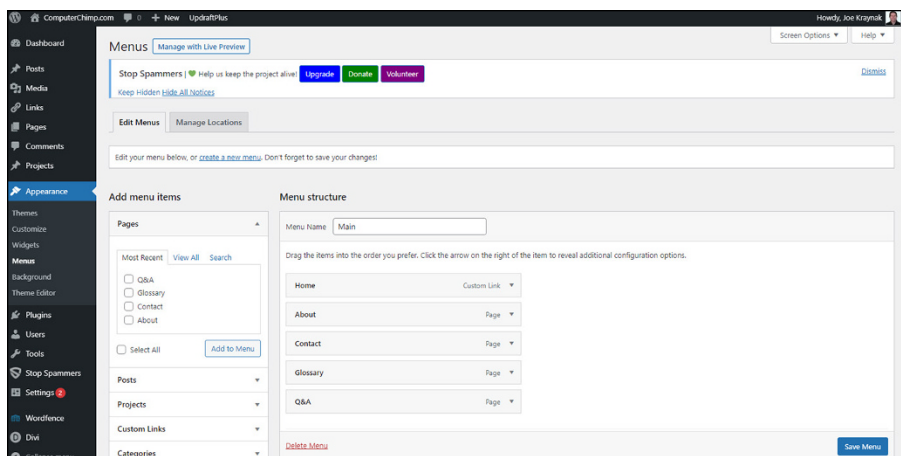 ComputerChimp.com 0 + New UpdraftPlus Howdy, Joe Kraynak
Screen Options Help
Dashboard
Posts
Media
Links
Pages
Comments
Projects
Appearance
Themes
Customize
Widgets
Menus
Background
Theme Editor
Plugins
Users
Tools
Stop Spammers
Settings 2
Wordfence
Divi
Menus Manage with Live Preview
Stop Spammers | Help us keep the project alive! Upgrade Donate Volunteer Dismiss
Keep Hidden Hide All Notices
Edit Menus Manage Locations
Edit your menu below, or create a new menu. Don't forget to save your changes!
Add menu items
Pages
Most Recent View All Search
Q&A
Glossary
Contact
About
Select All Add to Menu
Posts
Projects
Custom Links
Categories
Menu structure
Menu Name Main
Drag the items into the order you prefer. Click the arrow on the right of the item to reveal additional configuration options.
Home Custom Link
About Page
Contact Page
Glossary Page
Q&A Page
Delete Menu Save Menu